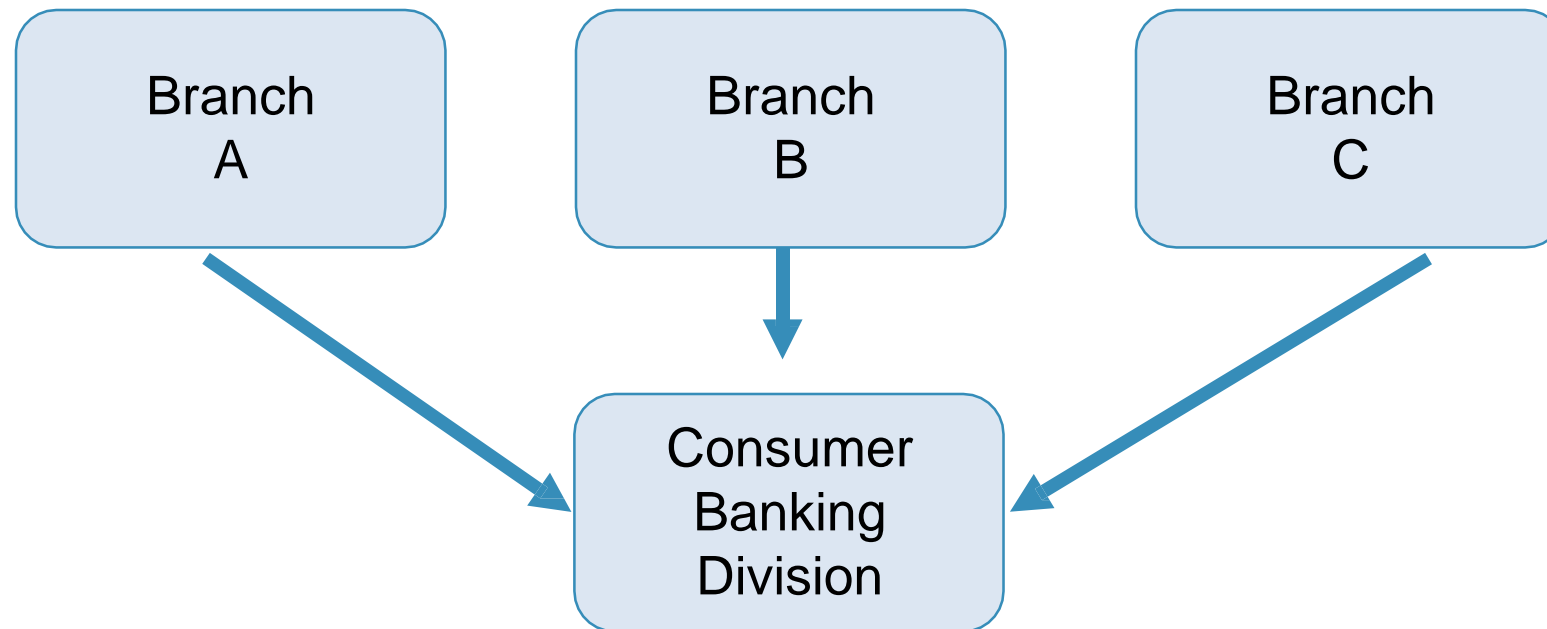 Branch
A
Branch
B
Branch
C
Consumer
Banking
Division